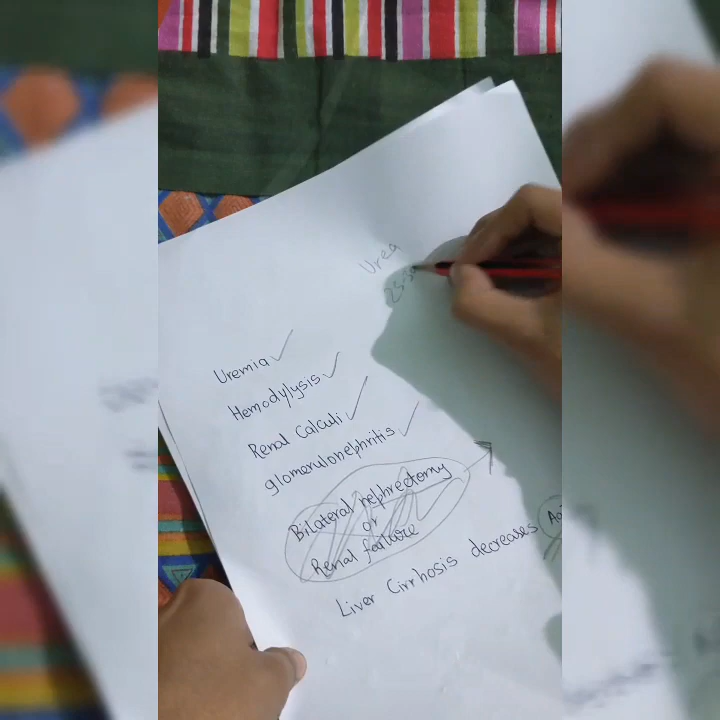 Urea
Uremia
Hemodylysis
Renal Calculi
glomerulonephritis
Bilateral nephrectomy
or
Renal failure
Liver Cirrhosis decreases